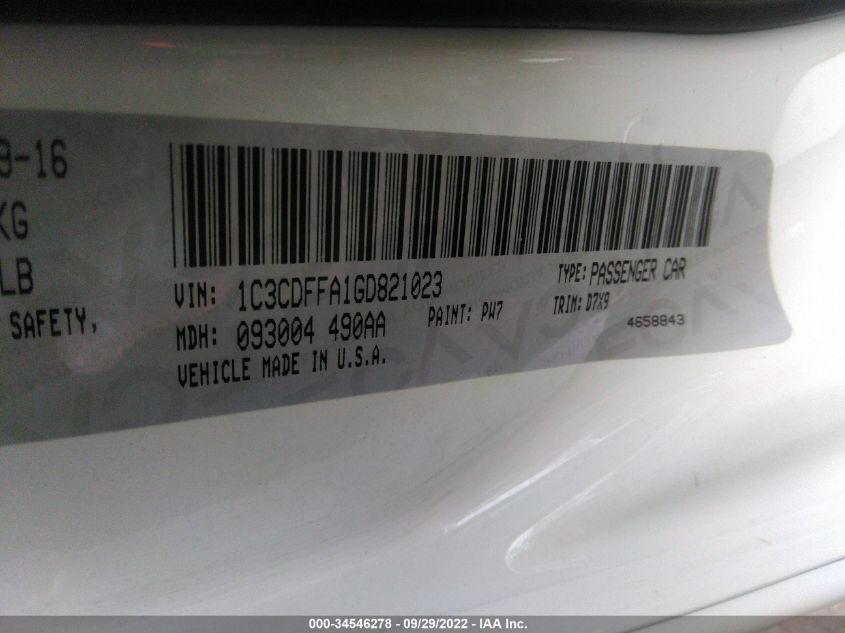 9-16
KG
LB
SAFETY,
VIN: 1C3CDFFA1GD821023
TYPE: PASSENGER CAR
MDH: 093004 490AA
PAINT: PW7
TRIM: D7X9
VEHICLE MADE IN U.S.A.
4658843
000-34546278 - 09/29/2022 - IAA Inc.